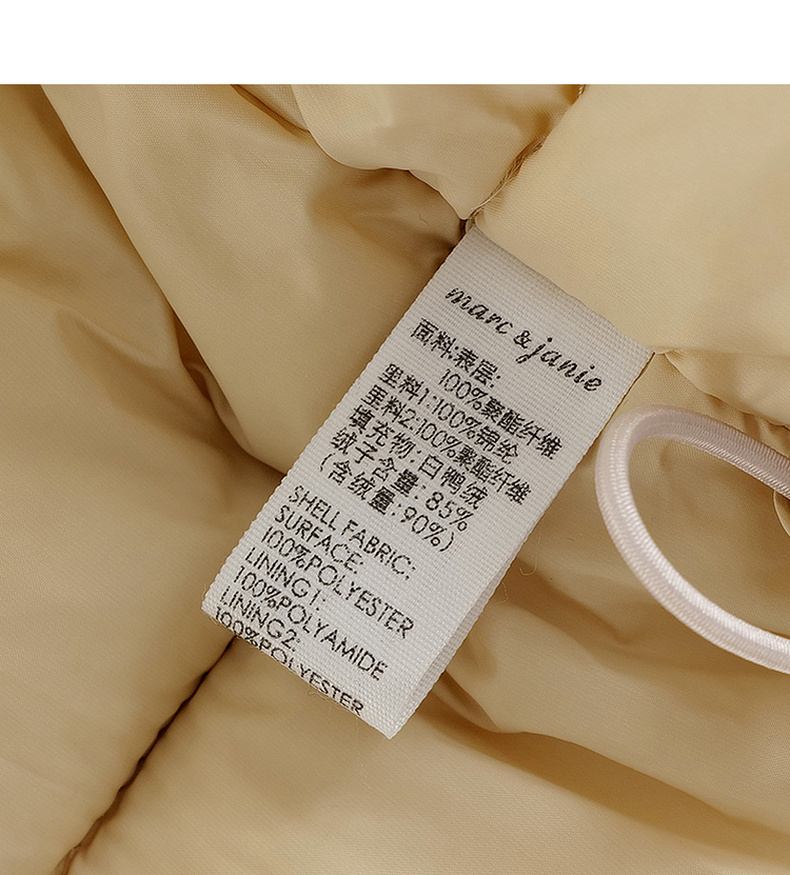 marc & janie
面料:表层:
100%聚酯纤维
里料1:100%锦纶
里料2:100%聚酯纤维
填充物:白鸭绒
绒子含量:85%
(含绒量:90%)
SHELL FABRIC:
SURFACE:
100%POLYESTER
LINING1:
100%POLYAMIDE
LINING2:
100%POLYESTER